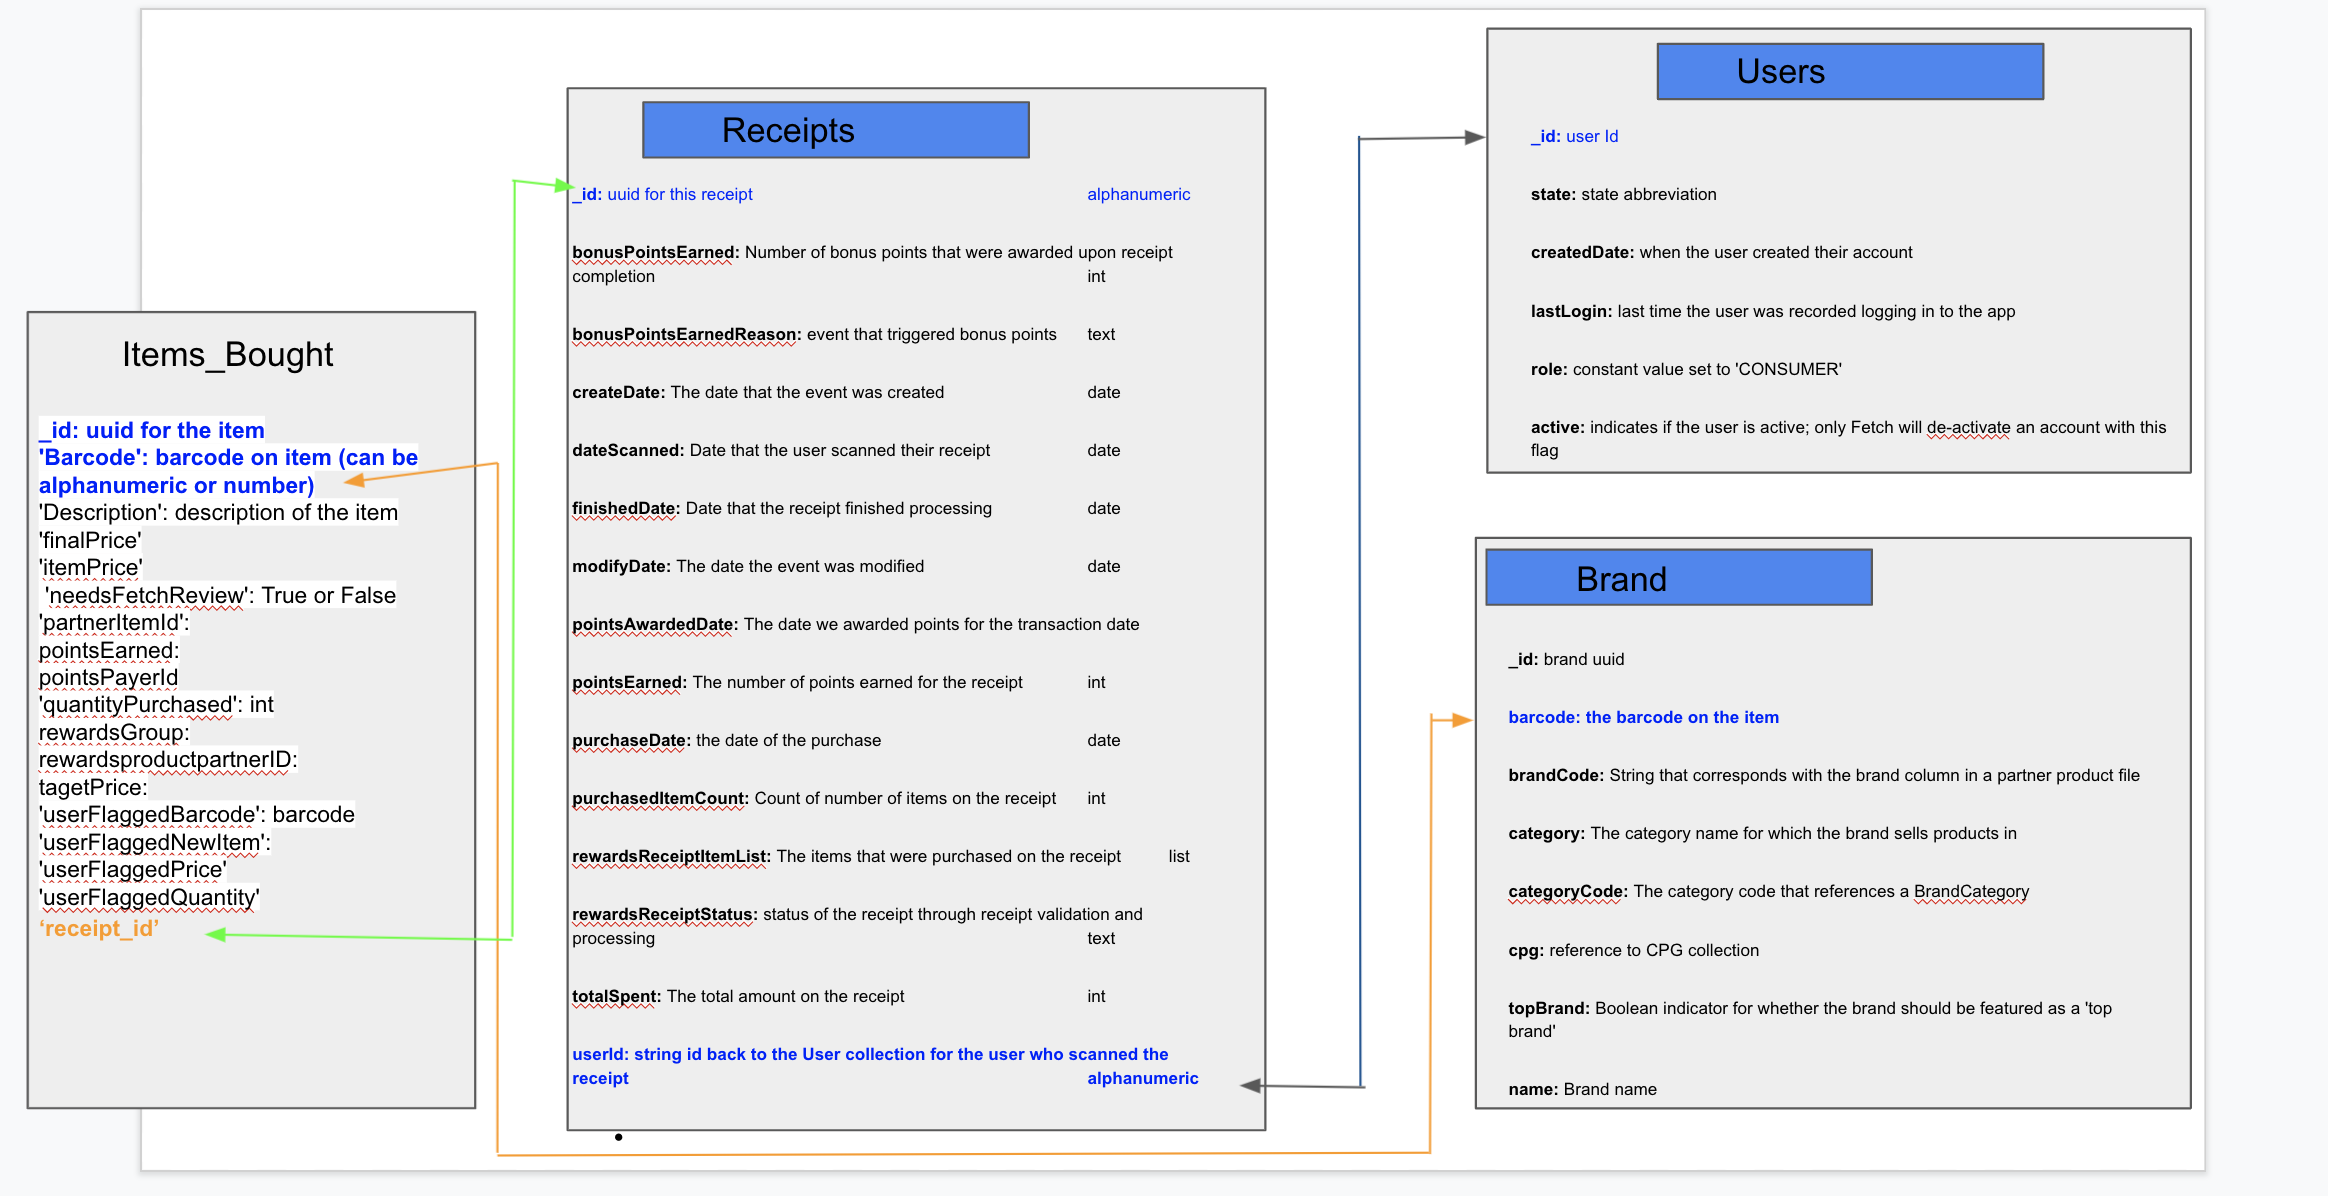 Items_Bought
_id: uuid for the item
'Barcode': barcode on item (can be
alphanumeric or number)
'Description': description of the item
'finalPrice'
'itemPrice'
'needsFetchReview': True or False
'partnerItemId':
pointsEarned:
pointsPayerId
'quantityPurchased': int
rewardsGroup:
rewardsproductpartnerID:
tagetPrice:
'userFlaggedBarcode': barcode
'userFlaggedNewItem':
'userFlaggedPrice'
'userFlaggedQuantity'
‘receipt_id’
Receipts
_id: uuid for this receipt alphanumeric
bonusPointsEarned: Number of bonus points that were awarded upon receipt
completion int
bonusPointsEarnedReason: event that triggered bonus points text
createDate: The date that the event was created date
dateScanned: Date that the user scanned their receipt date
finishedDate: Date that the receipt finished processing date
modifyDate: The date the event was modified date
pointsAwardedDate: The date we awarded points for the transaction date
pointsEarned: The number of points earned for the receipt int
purchaseDate: the date of the purchase date
purchasedItemCount: Count of number of items on the receipt int
rewardsReceiptItemList: The items that were purchased on the receipt list
rewardsReceiptStatus: status of the receipt through receipt validation and
processing text
totalSpent: The total amount on the receipt int
userId: string id back to the User collection for the user who scanned the
receipt alphanumeric
Users
_id: user Id
state: state abbreviation
createdDate: when the user created their account
lastLogin: last time the user was recorded logging in to the app
role: constant value set to 'CONSUMER'
active: indicates if the user is active; only Fetch will de-activate an account with this
flag
Brand
_id: brand uuid
barcode: the barcode on the item
brandCode: String that corresponds with the brand column in a partner product file
category: The category name for which the brand sells products in
categoryCode: The category code that references a BrandCategory
cpg: reference to CPG collection
topBrand: Boolean indicator for whether the brand should be featured as a 'top
brand'
name: Brand name